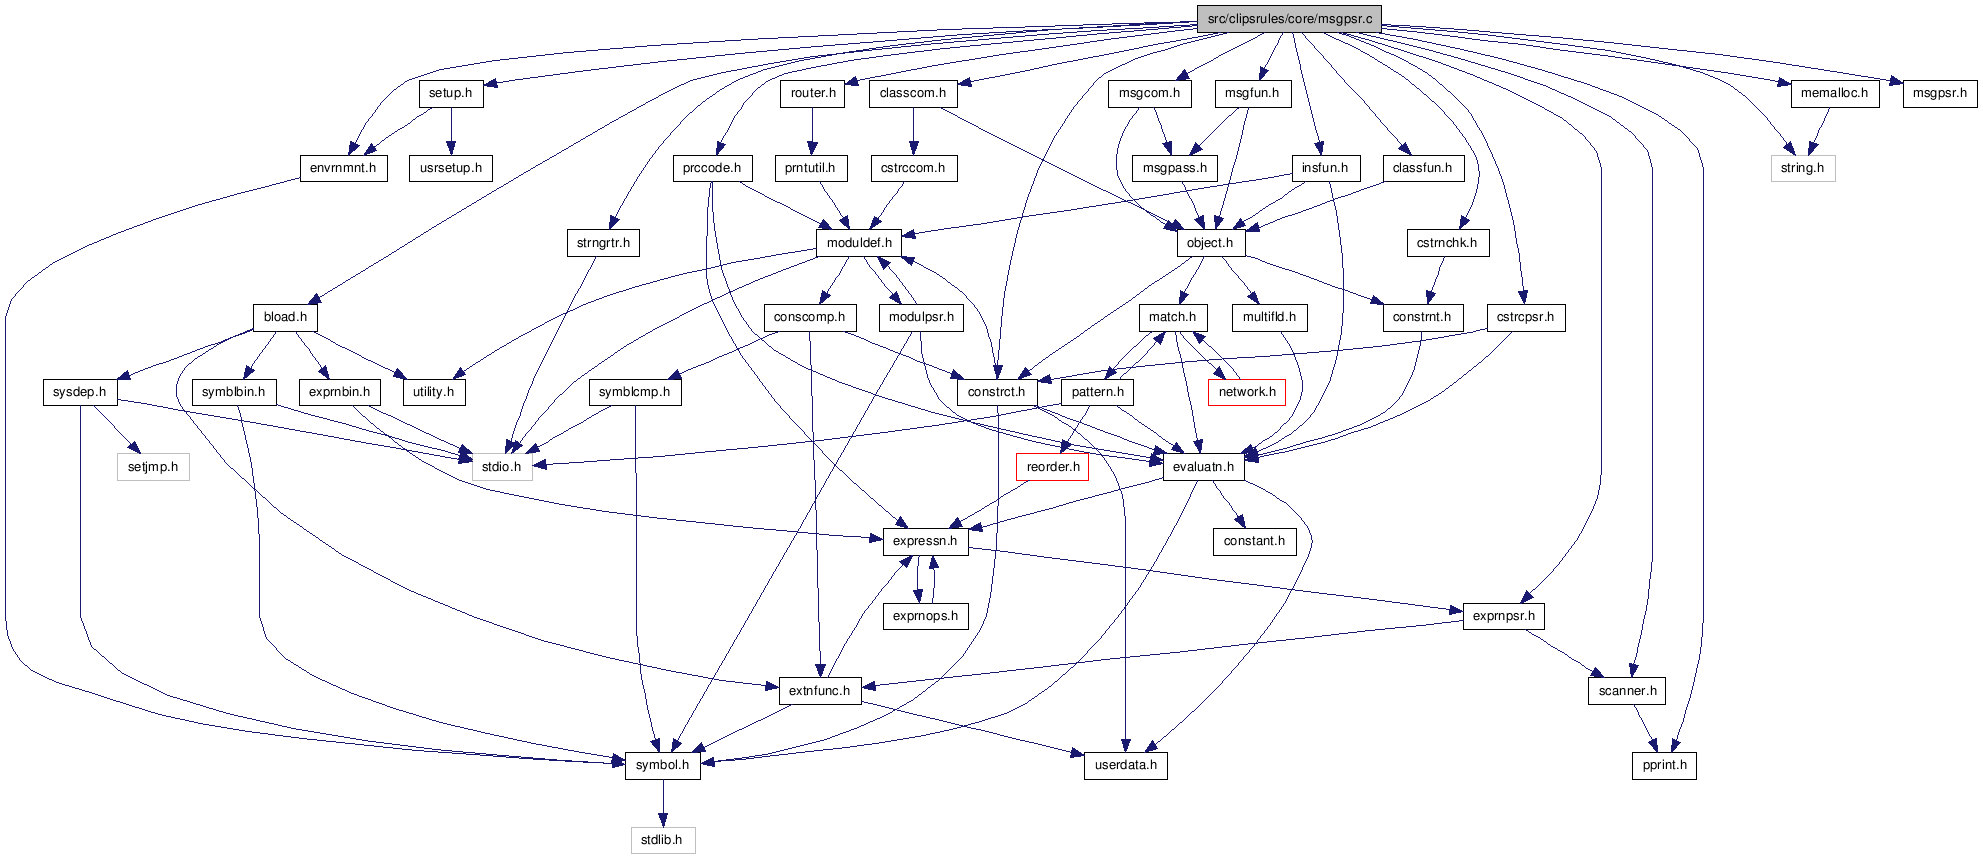 src/clipsrules/core/msgpsr.c
setup.h
router.h
classcom.h
msgcom.h
msgfun.h
memalloc.h
msgpsr.h
envrnmnt.h
usrsetup.h
prccode.h
prntutil.h
cstrccom.h
msgpass.h
insfun.h
classfun.h
string.h
strngrtr.h
moduldef.h
object.h
cstrnchk.h
bload.h
conscomp.h
modulpsr.h
match.h
multifld.h
constrnt.h
cstrcpsr.h
sysdep.h
symblbin.h
exprnbin.h
utility.h
symblcmp.h
constrct.h
pattern.h
network.h
setjmp.h
stdio.h
reorder.h
evaluatn.h
expressn.h
constant.h
exprnops.h
exprnpsr.h
extnfunc.h
scanner.h
symbol.h
userdata.h
pprint.h
stdlib.h